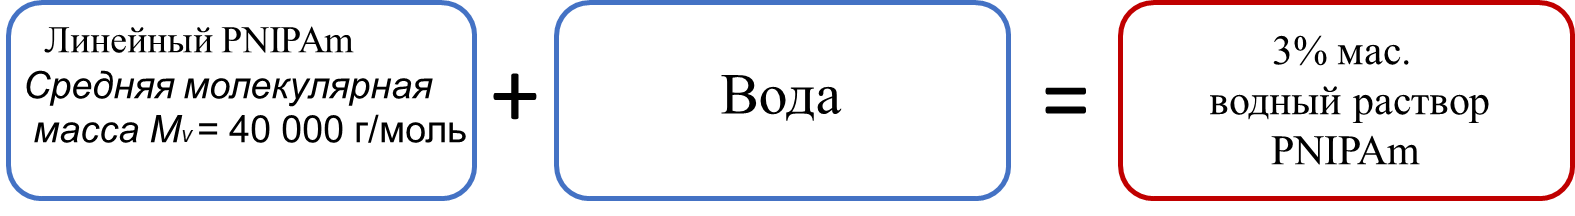 Линейный PNIPAm
Средняя молекулярная
масса Mv = 40 000 г/моль
+
Вода
=
3% мас.
водный раствор
PNIPAm